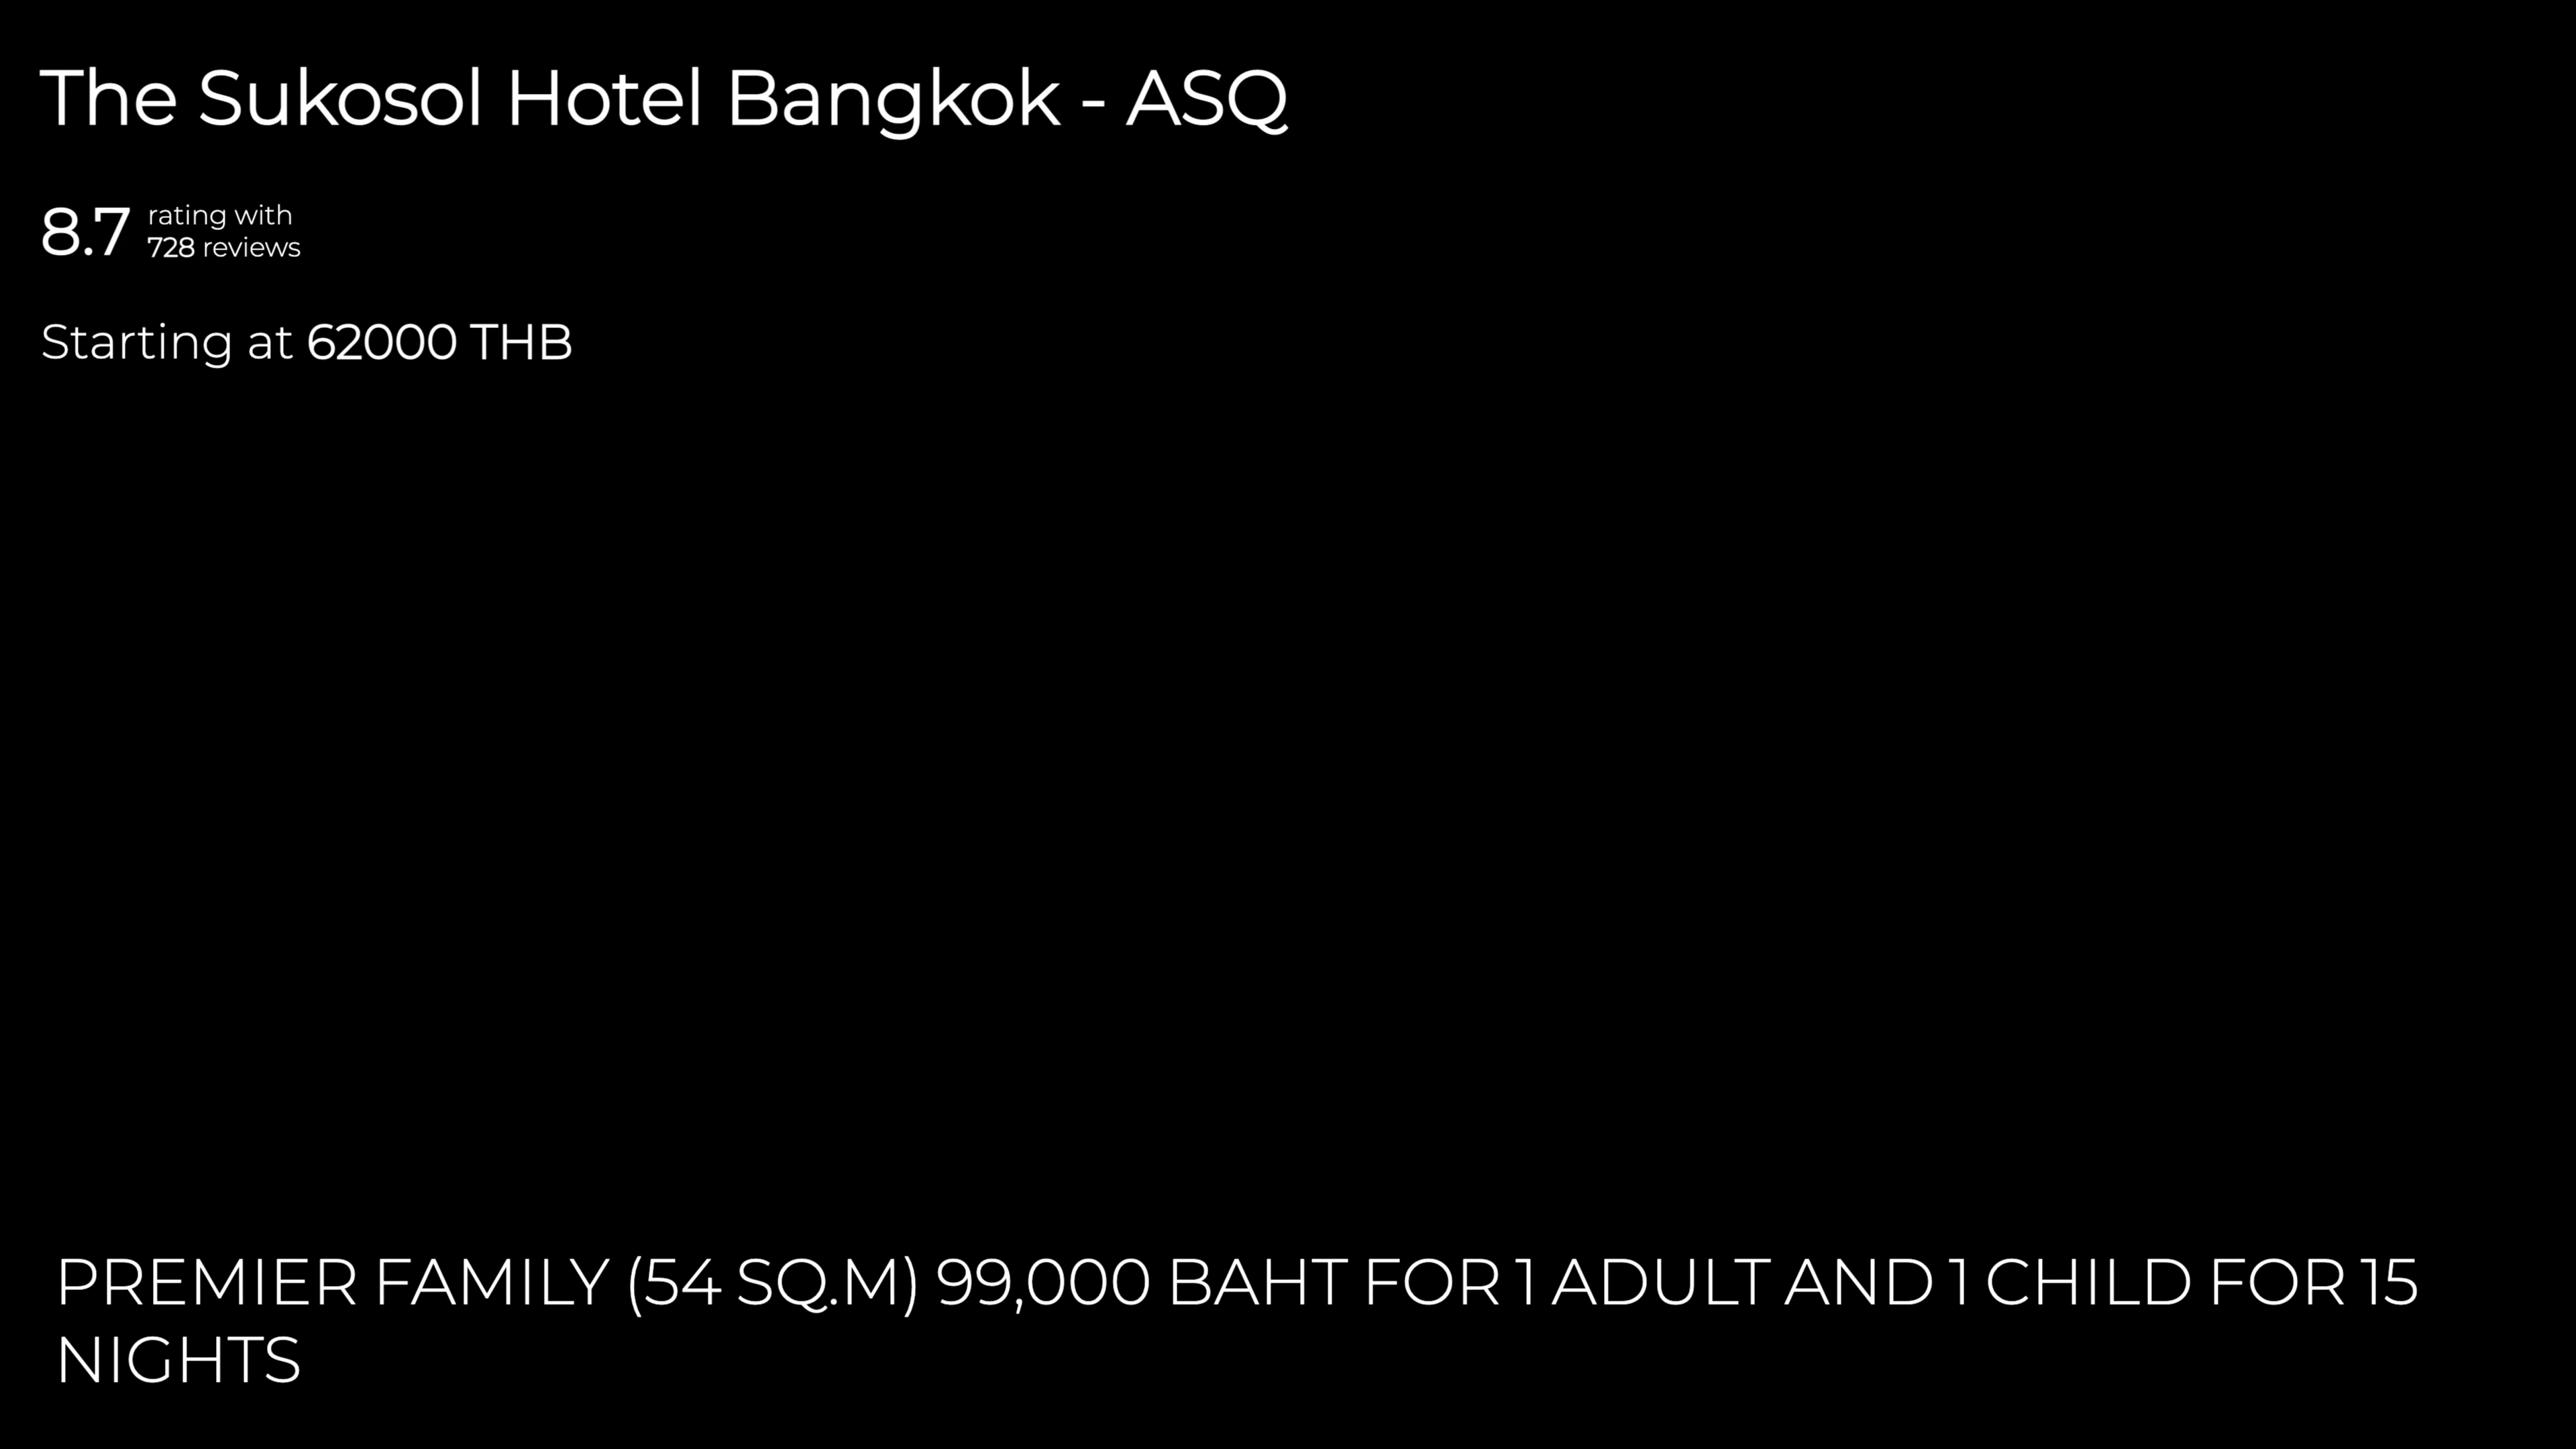 The Sukosol Hotel Bangkok - ASQ
8.7 rating with
728 reviews
Starting at 62000 THB
PREMIER FAMILY (54 SQ.M) 99,000 BAHT FOR 1 ADULT AND 1 CHILD FOR 15
NIGHTS